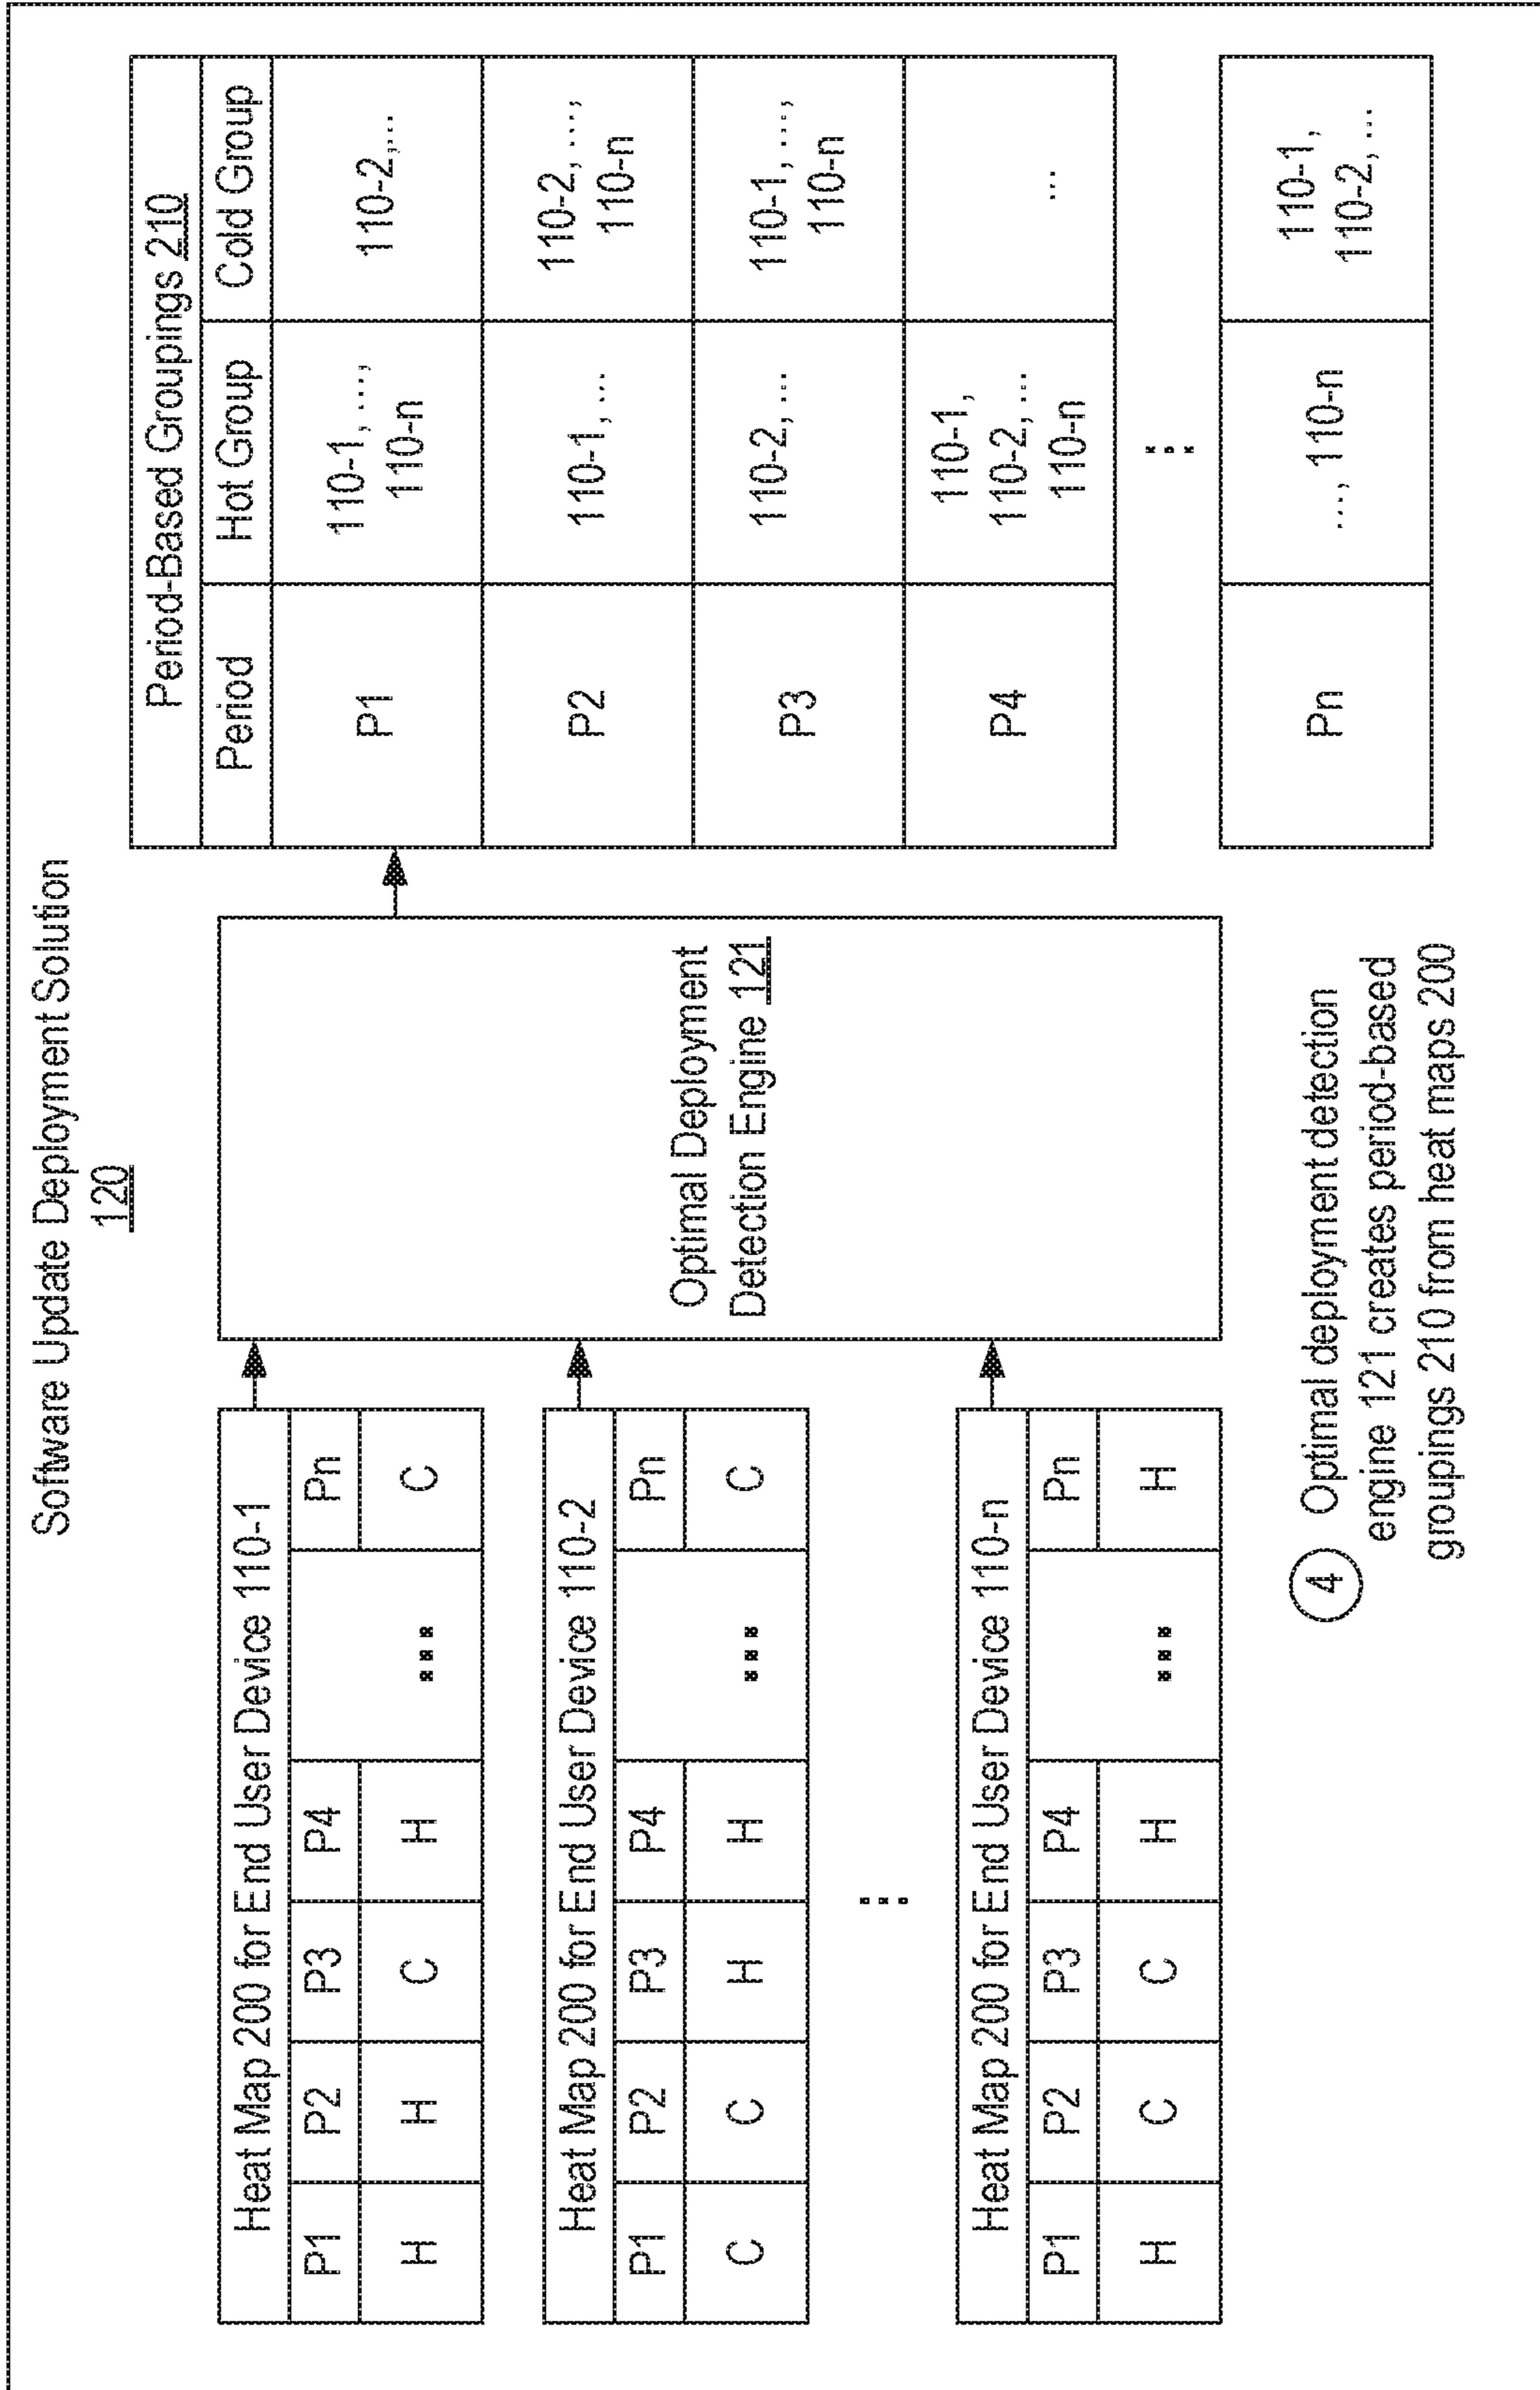 Software Update Deployment Solution
120
Heat Map 200 for End User Device 110-1
P1 P2 P3 P4 Pn
H H C H ... C
Heat Map 200 for End User Device 110-2
P1 P2 P3 P4 Pn
C C H H ... C
...
Heat Map 200 for End User Device 110-n
P1 P2 P3 P4 Pn
H C C H ... H
Optimal Deployment
Detection Engine 121
4 Optimal deployment detection
engine 121 creates period-based
groupings 210 from heat maps 200
Period-Based Groupings 210
Period Hot Group Cold Group
P1 110-1, ..., 110-2,...
110-n
P2 110-1, ... 110-2, ...,
110-n
P3 110-2, ... 110-1, ...,
110-n
P4 110-1, ...
110-2, ...
110-n
...
Pn ..., 110-n 110-1,
110-2, ...